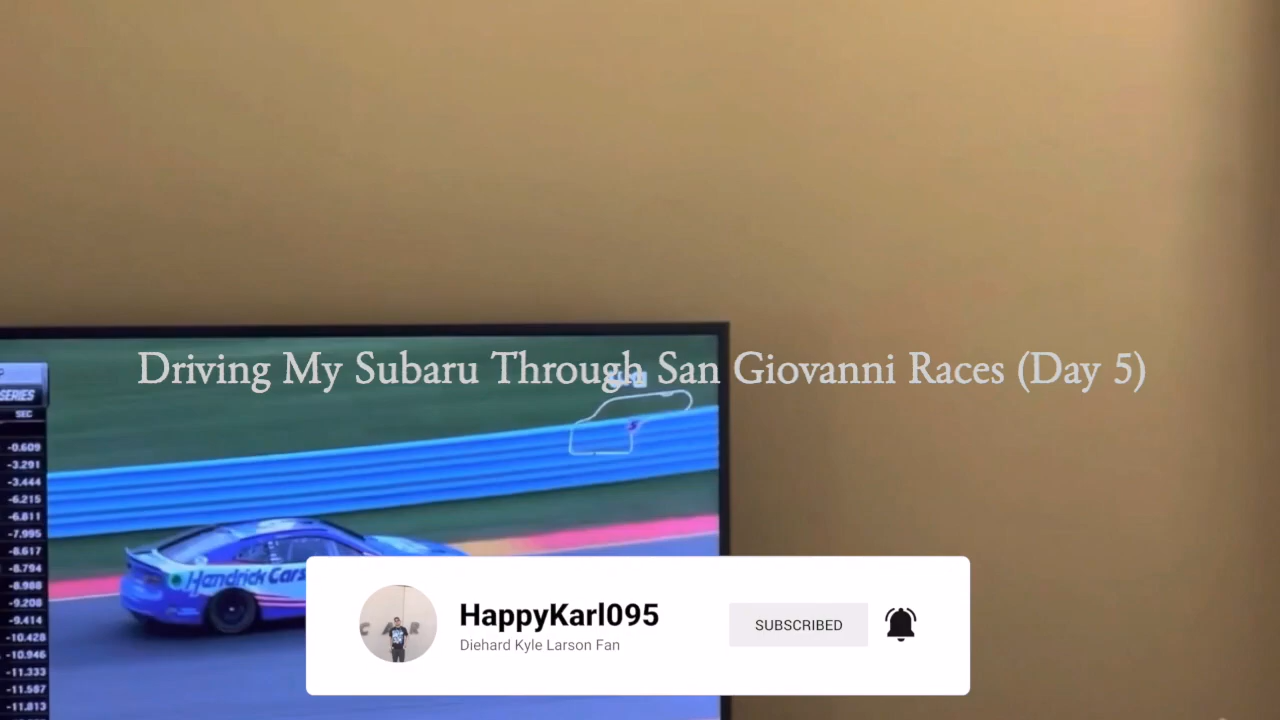 Driving My Subaru Through San Giovanni Races (Day 5)
SERIES
SEC
-0.609
-3.291
-3.444
-6.215
-6.811
-7.995
-8.617
-8.794
-8.988
-9.208
-9.414
-10.428
-10.946
-11.333
-11.587
-11.813
Hendrick Cars
HappyKarl095
SUBSCRIBED
Diehard Kyle Larson Fan